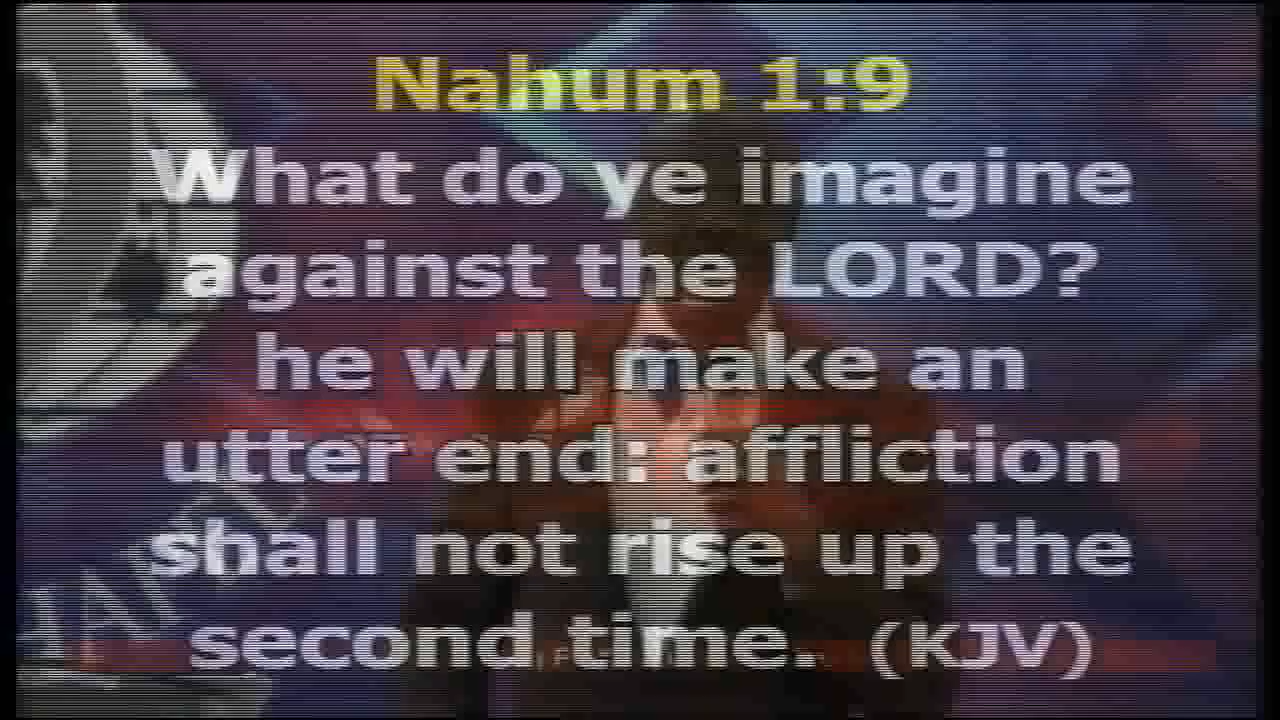 Nahum 1:9
What do ye imagine
against the LORD?
he will make an
utter end: affliction
shall not rise up the
second time. (KJV)